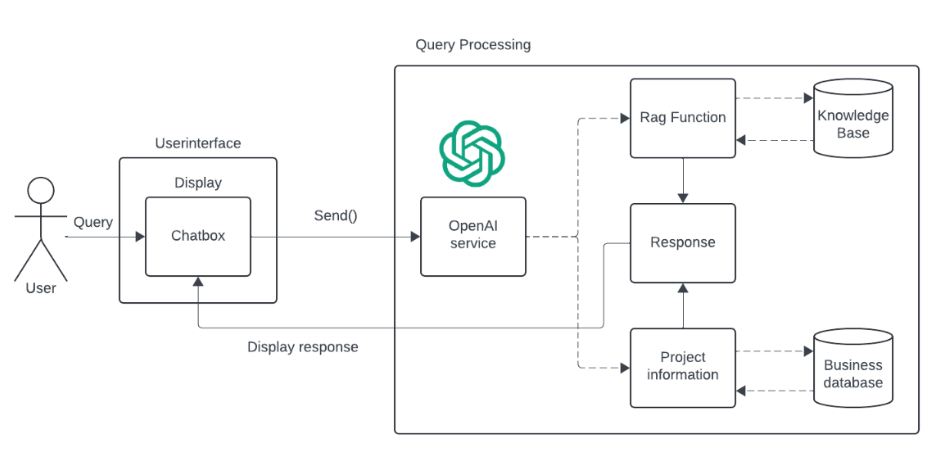 Query Processing
Userinterface
Display
Chatbox
Query
User
Send()
OpenAI
service
Rag Function
Knowledge
Base
Response
Display response
Project
information
Business
database